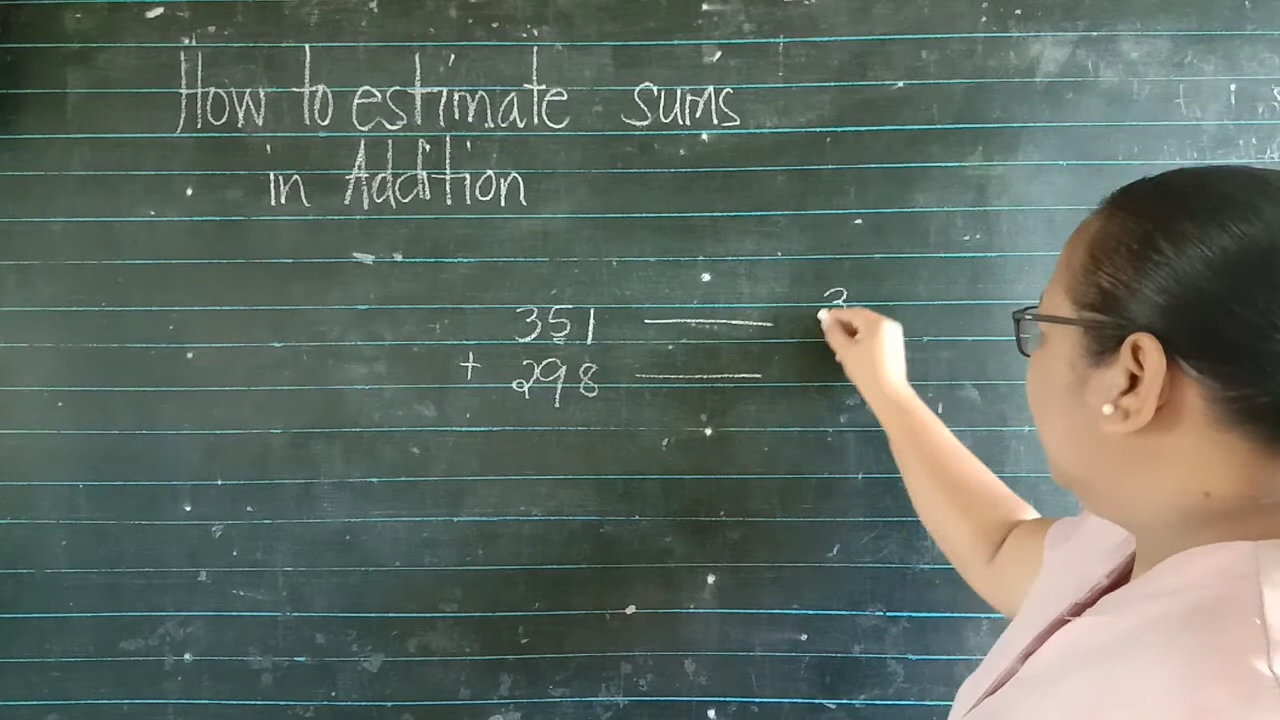 How to estimate sums
in Addition
351 3
+ 298